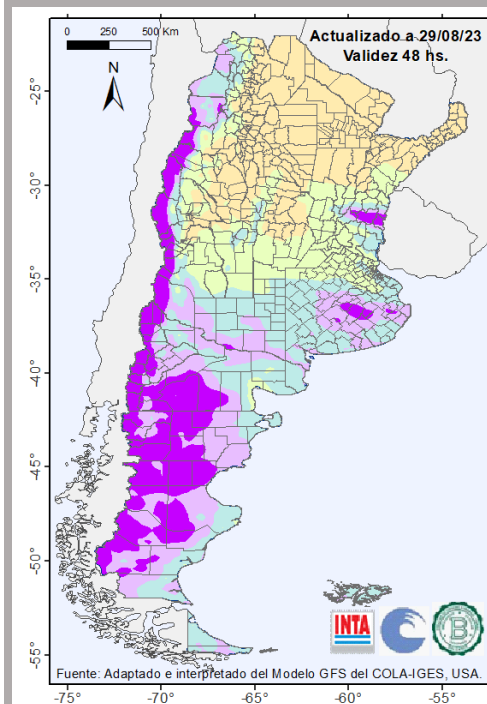 0 250 500 Km
Actualizado a 29/08/23
Validez 48 hs.
N
-25°
-30°
-35°
-40°
-45°
-50°
-55°
INTA
B
Fuente: Adaptado e interpretado del Modelo GFS del COLA-IGES, USA.
-75° -70° -65° -60° -55°